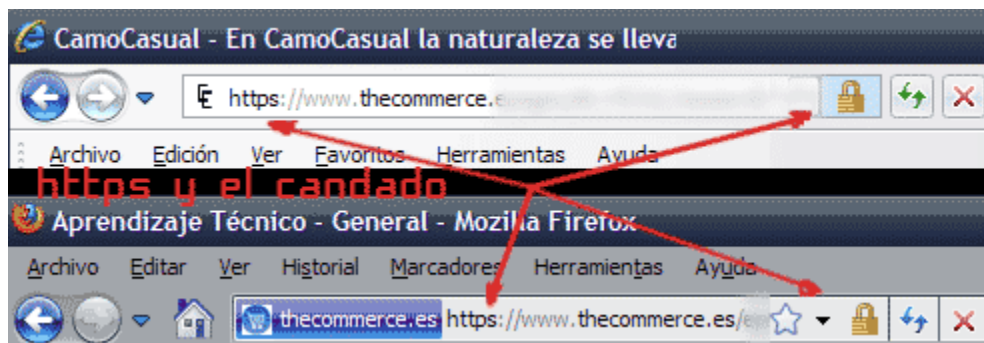 CamoCasual - En CamoCasual la naturaleza se lleva
https://www.thecommerce.e
Archivo Edición Ver Favoritos Herramientas Ayuda
https y el candado
Aprendizaje Técnico - General - Mozilla Firefox
Archivo Editar Ver Historial Marcadores Herramientas Ayuda
thecommerce.es https://www.thecommerce.es/e